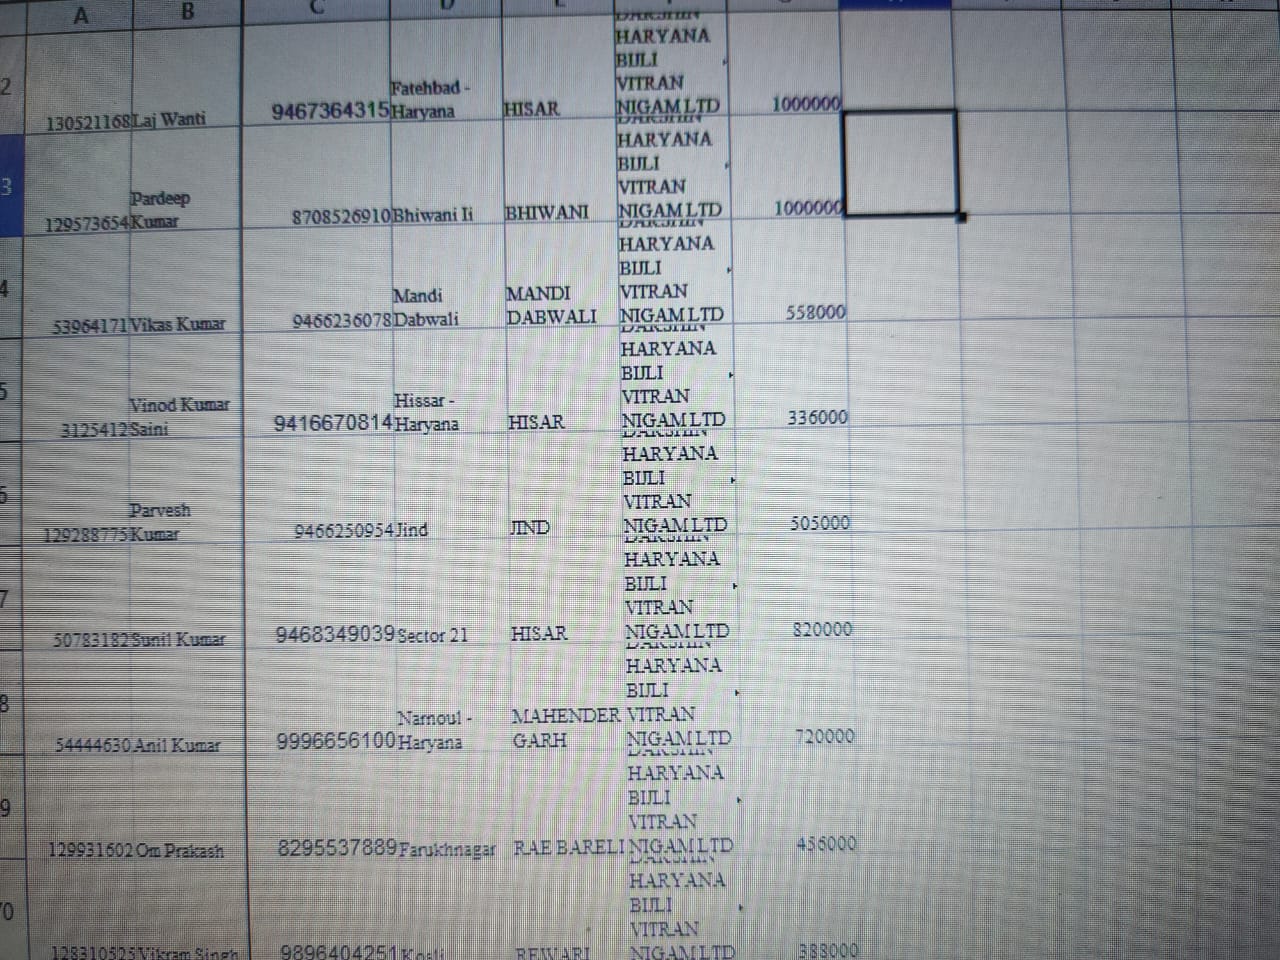 A B C D
2 130521168 Laj Wanti 9467364315 Fatehbad - Haryana HISAR DAKSHIN HARYANA BIJLI VITRAN NIGAM LTD 1000000
3 129573654 Pardeep Kumar 8708526910 Bhiwani Ii BHIWANI DAKSHIN HARYANA BIJLI VITRAN NIGAM LTD 1000000
4 53964171 Vikas Kumar 9466236078 Mandi Dabwali MANDI DABWALI DAKSHIN HARYANA BIJLI VITRAN NIGAM LTD 558000
5 3125412 Vinod Kumar Saini 9416670814 Hissar - Haryana HISAR DAKSHIN HARYANA BIJLI VITRAN NIGAM LTD 336000
6 129288775 Parvesh Kumar 9466250954 Jind JIND DAKSHIN HARYANA BIJLI VITRAN NIGAM LTD 505000
7 50783182 Sunil Kumar 9468349039 Sector 21 HISAR DAKSHIN HARYANA BIJLI VITRAN NIGAM LTD 820000
8 54444630 Anil Kumar 9996656100 Narnoul - Haryana MAHENDER GARH DAKSHIN HARYANA BIJLI VITRAN NIGAM LTD 720000
9 129931602 Om Prakash 8295537889 Farukhnagar RAE BARELI DAKSHIN HARYANA BIJLI VITRAN NIGAM LTD 456000
0 128310525 Vikram Singh 9896404251 REWARI DAKSHIN HARYANA BIJLI VITRAN NIGAM LTD 388000